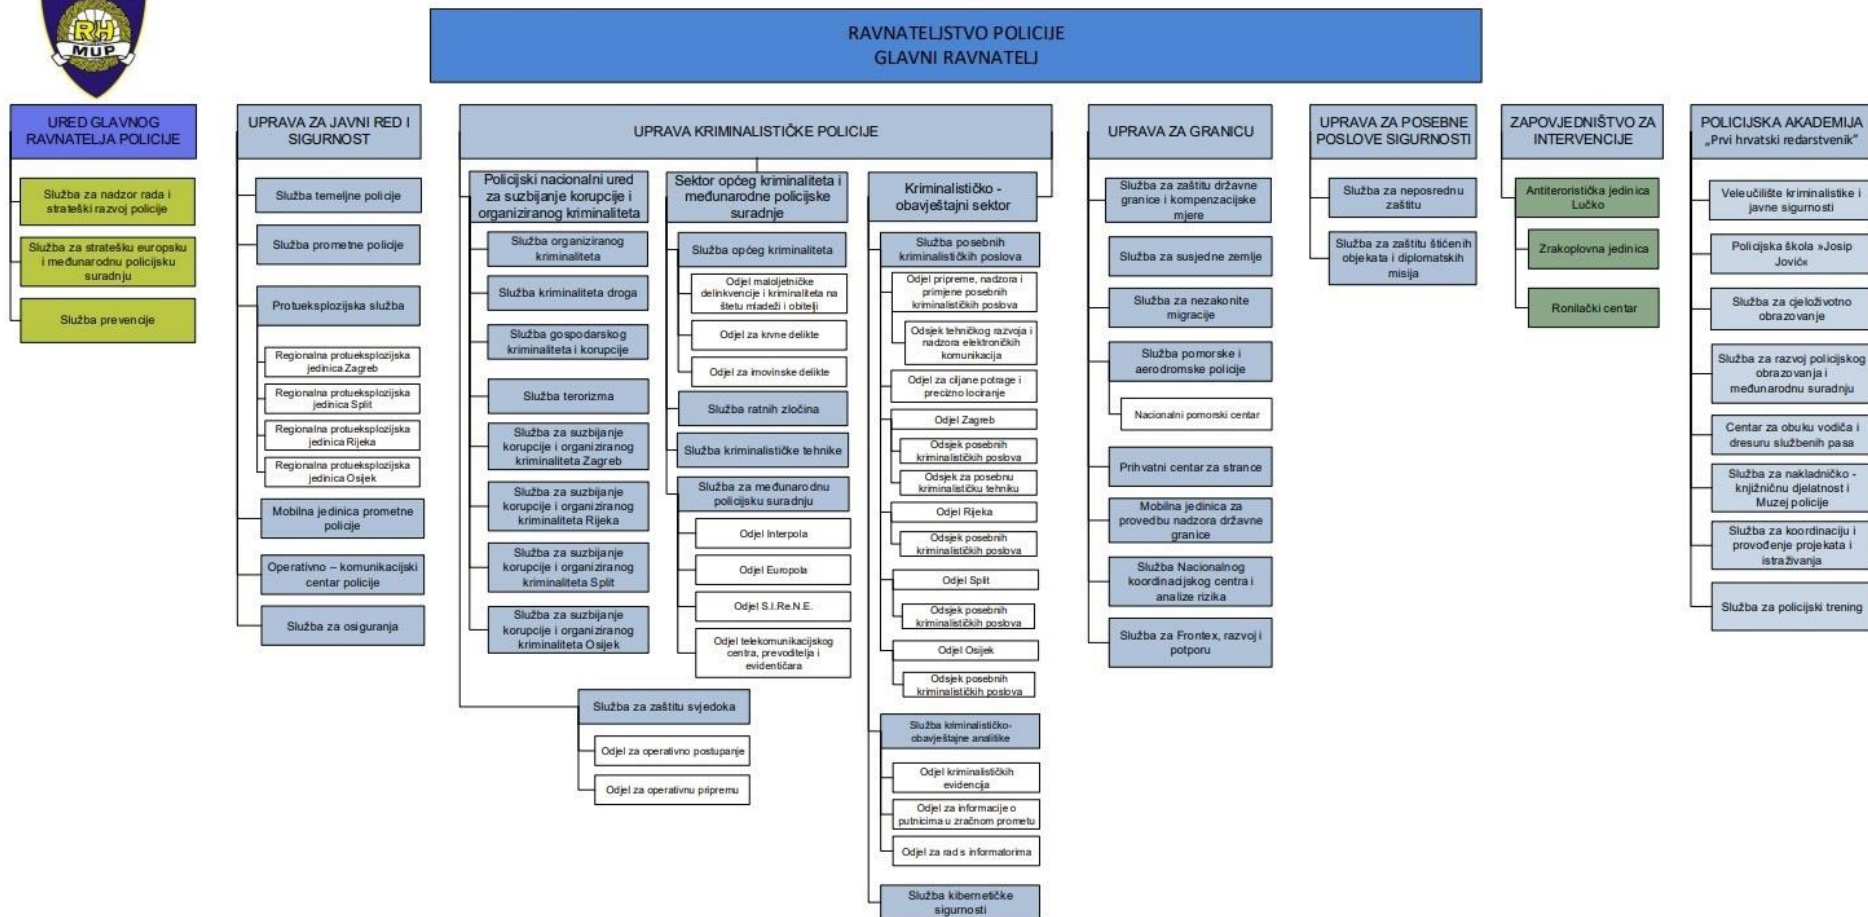 RH
MUP
RAVNATELJSTVO POLICIJE
GLAVNI RAVNATELJ
URED GLAVNOG
RAVNATELJA POLICIJE
Služba za nadzor rada i
strateški razvoj policije
Služba za stratešku europsku
i međunarodnu policijsku
suradnju
Služba prevencije
UPRAVA ZA JAVNI RED I
SIGURNOST
Služba temeljne policije
Služba prometne policije
Protueksplozijska služba
Regionalna protueksplozijska
jedinica Zagreb
Regionalna protueksplozijska
jedinica Split
Regionalna protueksplozijska
jedinica Rijeka
Regionalna protueksplozijska
jedinica Osijek
Mobilna jedinica prometne
policije
Operativno – komunikacijski
centar policije
Služba za osiguranja
UPRAVA KRIMINALISTIČKE POLICIJE
Policijski nacionalni ured
za suzbijanje korupcije i
organiziranog kriminaliteta
Služba organiziranog
kriminaliteta
Služba kriminaliteta droga
Služba gospodarskog
kriminaliteta i korupcije
Služba terorizma
Služba za suzbijanje
korupcije i organiziranog
kriminaliteta Zagreb
Služba za suzbijanje
korupcije i organiziranog
kriminaliteta Rijeka
Služba za suzbijanje
korupcije i organiziranog
kriminaliteta Split
Služba za suzbijanje
korupcije i organiziranog
kriminaliteta Osijek
Sektor općeg kriminaliteta i
međunarodne policijske
suradnje
Služba općeg kriminaliteta
Odjel maloljetničke
delinkvencije i kriminaliteta na
štetu mladeži i obitelji
Odjel za krvne delikte
Odjel za imovinske delikte
Služba ratnih zločina
Služba kriminalističke tehnike
Služba za međunarodnu
policijsku suradnju
Odjel Interpola
Odjel Europola
Odjel S.I.Re.N.E.
Odjel telekomunikacijskog
centra, prevoditelja i
evidentičara
Kriminalističko -
obavještajni sektor
Služba posebnih
kriminalističkih poslova
Odjel pripreme, nadzora i
primjene posebnih
kriminalističkih poslova
Odsjek tehničkog razvoja i
nadzora elektroničkih
komunikacija
Odjel za ciljane potrage i
precizno lociranje
Odjel Zagreb
Odsjek posebnih
kriminalističkih poslova
Odsjek za posebnu
kriminalističku tehniku
Odjel Rijeka
Odsjek posebnih
kriminalističkih poslova
Odjel Split
Odsjek posebnih
kriminalističkih poslova
Odjel Osijek
Odsjek posebnih
kriminalističkih poslova
Služba kriminalističko-
obavještajne analitike
Odjel kriminalističkih
evidencija
Odjel za informacije o
putnicima u zračnom prometu
Odjel za rad s informatorima
Služba kibernetičke
sigurnosti
Služba za zaštitu svjedoka
Odjel za operativno postupanje
Odjel za operativnu pripremu
UPRAVA ZA GRANICU
Služba za zaštitu državne
granice i kompenzacijske
mjere
Služba za susjedne zemlje
Služba za nezakonite
migracije
Služba pomorske i
aerodromske policije
Nacionalni pomorski centar
Prihvatni centar za strance
Mobilna jedinica za
provedbu nadzora državne
granice
Služba Nacionalnog
koordinacijskog centra i
analize rizika
Služba za Frontex, razvoj i
potporu
UPRAVA ZA POSEBNE
POSLOVE SIGURNOSTI
Služba za neposrednu
zaštitu
Služba za zaštitu štićenih
objekata i diplomatskih
misija
ZAPOVJEDNIŠTVO ZA
INTERVENCIJE
Antiteroristička jedinica
Lučko
Zrakoplovna jedinica
Ronilački centar
POLICIJSKA AKADEMIJA
„Prvi hrvatski redarstvenik”
Veleučilište kriminalistike i
javne sigurnosti
Policijska škola »Josip
Jović«
Služba za cjeloživotno
obrazovanje
Služba za razvoj policijskog
obrazovanja i
međunarodnu suradnju
Centar za obuku vodiča i
dresuru službenih pasa
Služba za nakladničko -
knjižničnu djelatnost i
Muzej policije
Služba za koordinaciju i
provođenje projekata i
istraživanja
Služba za policijski trening